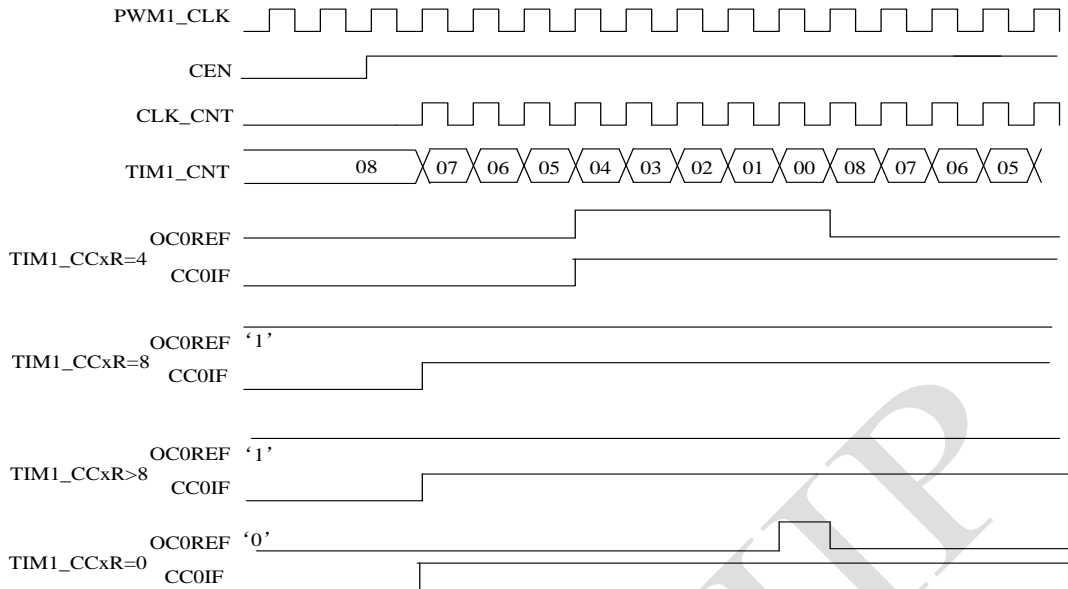 PWM1_CLK
CEN
CLK_CNT
TIM1_CNT 08 07 06 05 04 03 02 01 00 08 07 06 05
OC0REF
TIM1_CCxR=4
CC0IF
OC0REF ‘1’
TIM1_CCxR=8
CC0IF
OC0REF ‘1’
TIM1_CCxR>8
CC0IF
OC0REF ‘0’
TIM1_CCxR=0
CC0IF